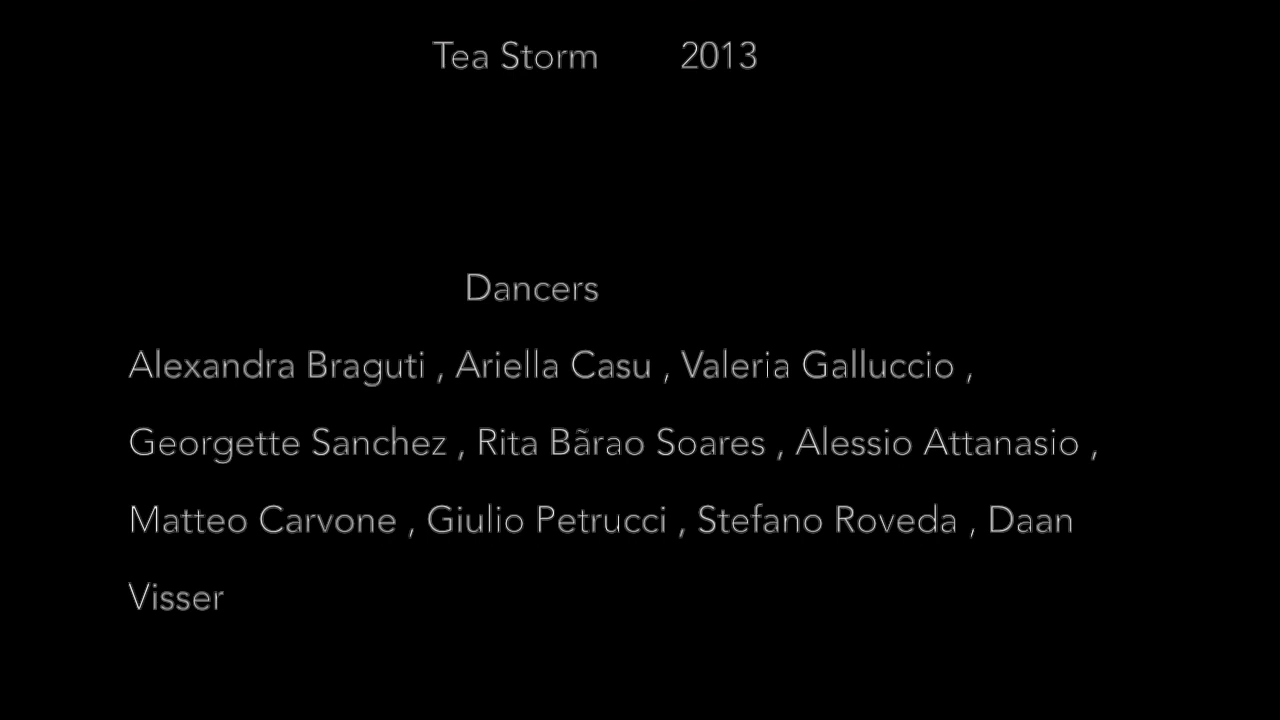 Tea Storm 2013
Dancers
Alexandra Braguti , Ariella Casu , Valeria Galluccio ,
Georgette Sanchez , Rita Bãrao Soares , Alessio Attanasio ,
Matteo Carvone , Giulio Petrucci , Stefano Roveda , Daan
Visser